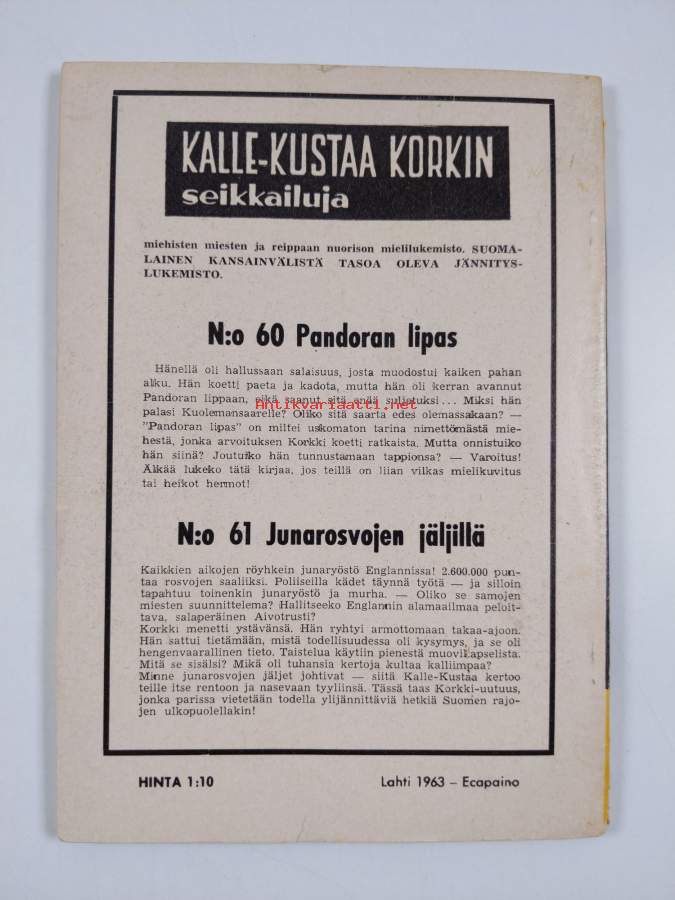 KALLE-KUSTAA KORKIN
seikkailuja
miehisten miesten ja reippaan nuorison mielilukemisto. SUOMA-
LAINEN KANSAINVÄLISTÄ TASOA OLEVA JÄNNITYS-
LUKEMISTO.
N:o 60 Pandoran lipas
Hänellä oli hallussaan salaisuus, josta muodostui kaiken pahan
alku. Hän koetti paeta ja kadota, mutta hän oli kerran avannut
Pandoran lippaan, eikä saanut sitä enää suljetuksi... Miksi hän
Antikvariaatti.net
palasi Kuolemansaarelle? Oliko sitä saarta edes olemassakaan? —
"Pandoran lipas" on miltei uskomaton tarina nimettömästä mie-
hestä, jonka arvoituksen Korkki koetti ratkaista. Mutta onnistuiko
hän siinä? Joutuiko hän tunnustamaan tappionsa? — Varoitus!
Älkää lukeko tätä kirjaa, jos teillä on liian vilkas mielikuvitus
tai heikot hermot!
N:o 61 Junarosvojen jäljillä
Kaikkien aikojen röyhkein junaryöstö Englannissa! 2.600.000 pun-
taa rosvojen saaliiksi. Poliiseilla kädet täynnä työtä — ja silloin
tapahtuu toinenkin junaryöstö ja murha. — Oliko se samojen
miesten suunnittelema? Hallitseeko Englannin alamaailmaa peloit-
tava, salaperäinen Aivotrusti?
Korkki menetti ystävänsä. Hän ryhtyi armottomaan takaa-ajoon.
Hän sattui tietämään, mistä todellisuudessa oli kysymys, ja se oli
hengenvaarallinen tieto. Taistelua käytiin pienestä muovikapselista.
Mitä se sisälsi? Mikä oli tuhansia kertoja kultaa kalliimpaa?
Minne junarosvojen jäljet johtivat — siitä Kalle-Kustaa kertoo
teille itse rentoon ja nasevaan tyyliinsä. Tässä taas Korkki-uutuus,
jonka parissa vietetään todella ylijännittäviä hetkiä Suomen rajo-
jen ulkopuolellakin!
HINTA 1:10 Lahti 1963 – Ecapaino